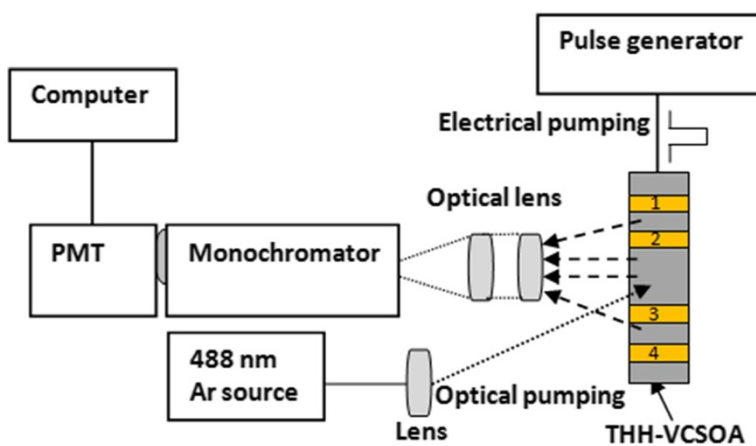 Pulse generator
Computer
Electrical pumping
Optical lens
1
2
PMT
Monochromator
3
4
488 nm
Ar source
Optical pumping
Lens
THH-VCSOA